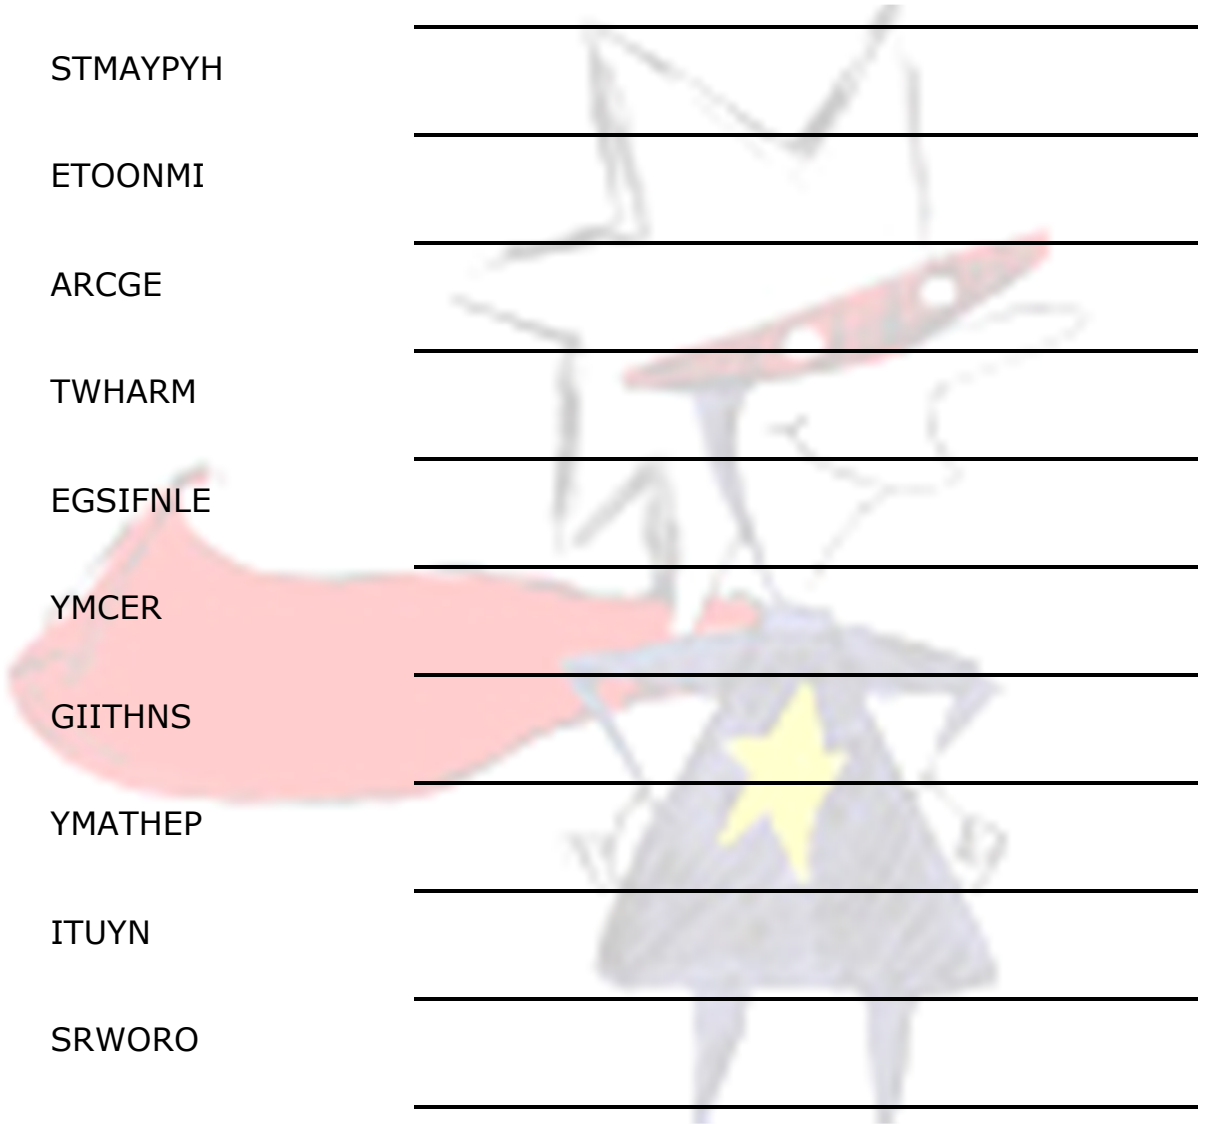 STMAYPYH
ETOONMI
ARCGE
TWHARM
EGSIFNLE
YMCER
GIITHNS
YMATHEP
ITUYN
SRWORO